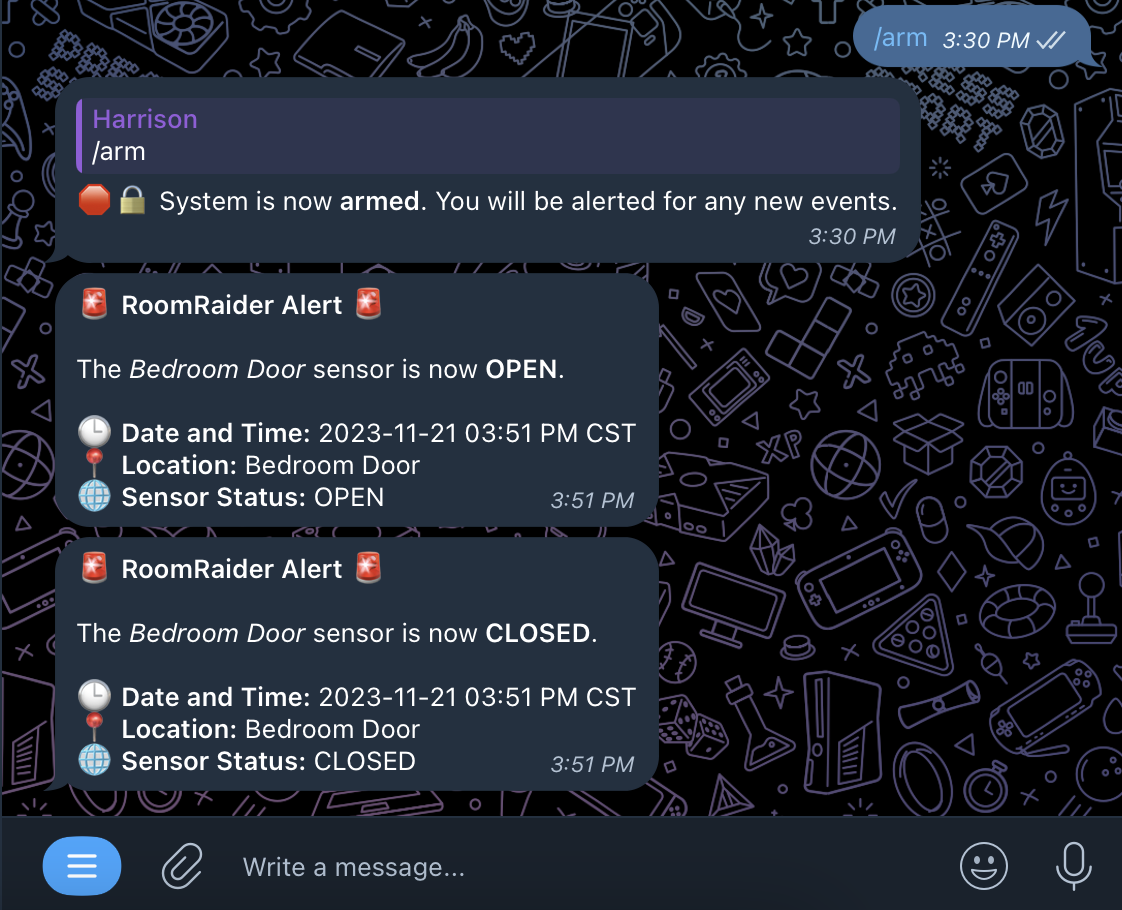 /arm 3:30 PM
Harrison
/arm
🛑🔒 System is now armed. You will be alerted for any new events.
3:30 PM
🚨 RoomRaider Alert 🚨
The Bedroom Door sensor is now OPEN.
🕒 Date and Time: 2023-11-21 03:51 PM CST
📍 Location: Bedroom Door
🌐 Sensor Status: OPEN 3:51 PM
🚨 RoomRaider Alert 🚨
The Bedroom Door sensor is now CLOSED.
🕒 Date and Time: 2023-11-21 03:51 PM CST
📍 Location: Bedroom Door
🌐 Sensor Status: CLOSED 3:51 PM
XP
1UP
Write a message...